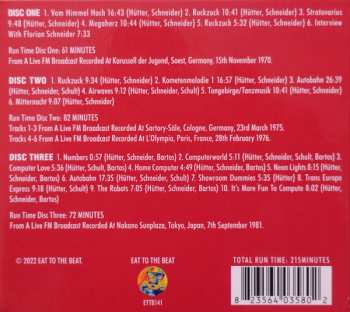 DISC ONE 1. Vom Himmel Hoch 16:43 (Hütter, Schneider) 2. Ruckzuck 10:41 (Hütter, Schneider) 3. Stratovarius
9:48 (Hütter, Schneider) 4. Megaherz 10:44 (Hütter, Schneider) 5. Ruckzuck 5:32 (Hütter, Schneider) 6. Interview
With Florian Schneider 7:33
Run Time Disc One: 61 MINUTES
From A Live FM Broadcast Recorded At Karussell der Jugend, Soest, Germany, 15th November 1970.
DISC TWO 1. Ruckzuck 9:34 (Hütter, Schneider) 2. Kometenmelodie 1 16:57 (Hütter, Schneider) 3. Autobahn 26:39
(Hütter, Schneider, Schult) 4. Airwaves 9:12 (Hütter, Schneider, Schult) 5. Tangebirge/Tanzmusik 10:41 (Hütter, Schneider)
6. Mitternacht 9:07 (Hütter, Schneider)
Run Time Disc Two: 82 MINUTES
Tracks 1-3 From A Live FM Broadcast Recorded At Sartory-Säle, Cologne, Germany, 23rd March 1975.
Tracks 4-6 From A Live FM Broadcast Recorded At L'Olympia, Paris, France, 28th February 1976.
DISC THREE 1. Numbers 0:57 (Hütter, Schneider, Bartos) 2. Computerworld 5:11 (Hütter, Schneider, Schult, Bartos) 3.
Computer Love 5:36 (Hütter, Schult, Bartos) 4. Home Computer 4:49 (Hütter, Schneider, Bartos) 5. Neon Lights 8:15 (Hütter,
Schneider, Bartos) 6. Autobahn 17:35 (Hütter, Schneider, Schult) 7. Showroom Dummies 5:35 (Hütter) 8. Trans Europa
Express 9:18 (Hütter, Schult) 9. The Robots 7:05 (Hütter, Schneider, Bartos) 10. It's More Fun To Compute 8:02
(Hütter, Schneider, Bartos)
Run Time Disc Three: 72 MINUTES
From A Live FM Broadcast Recorded At Nakano Sunplaza, Tokyo, Japan, 7th September 1981.
TOTAL RUN TIME: 215MINUTES
© 2022 EAT TO THE BEAT.
EAT TO THE BEAT
ETTB141
8 23564 03580 2